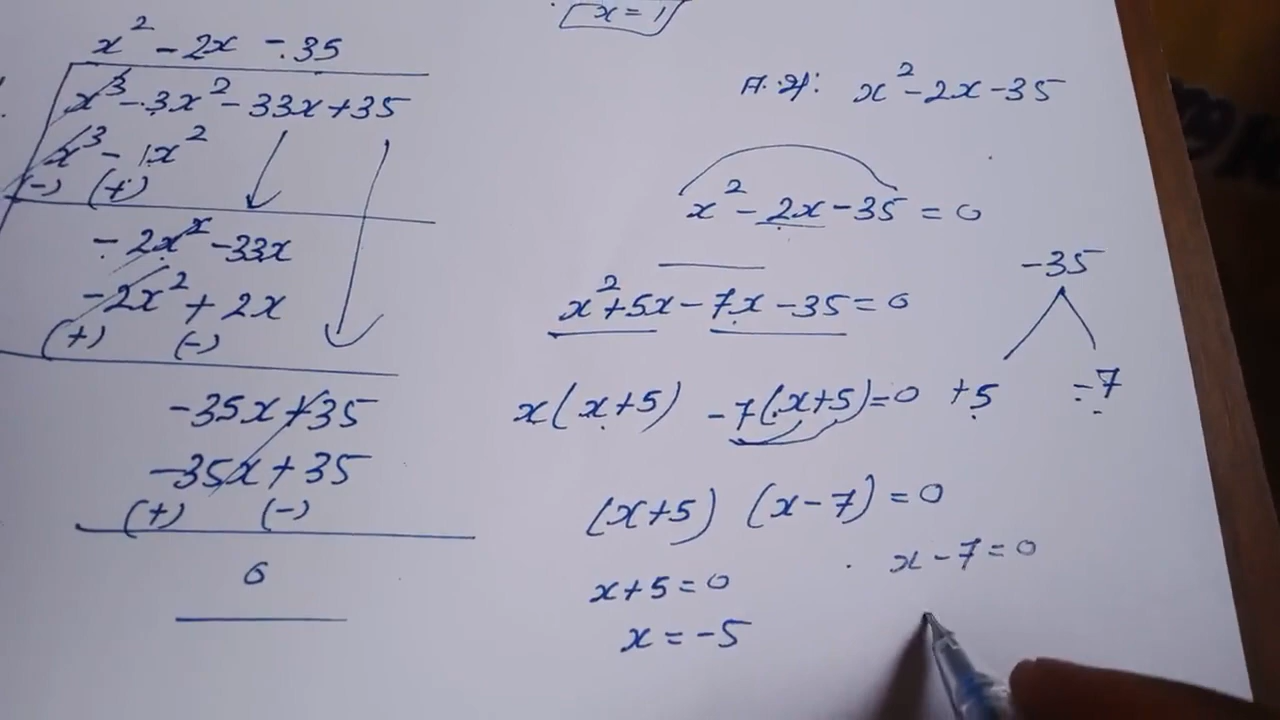 x = 1
x² - 2x - 35
x³ - 3x² - 33x + 35
x³ - 1x²
(-) (+)
-2x² - 33x
-2x² + 2x
(+) (-)
-35x + 35
-35x + 35
(+) (-)
0
x² - 2x - 35
x² - 2x - 35 = 0
x² + 5x - 7x - 35 = 0
x(x+5) -7(x+5) = 0
(x+5) (x-7) = 0
x + 5 = 0
x = -5
x - 7 = 0
-35
+5 -7